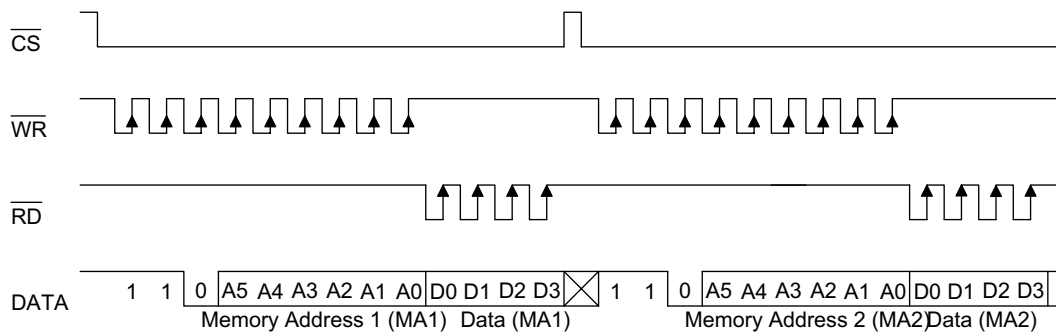 CS
WR
RD
DATA 1 1 0 A5 A4 A3 A2 A1 A0 D0 D1 D2 D3 1 1 0 A5 A4 A3 A2 A1 A0 D0 D1 D2 D3
Memory Address 1 (MA1) Data (MA1) Memory Address 2 (MA2) Data (MA2)